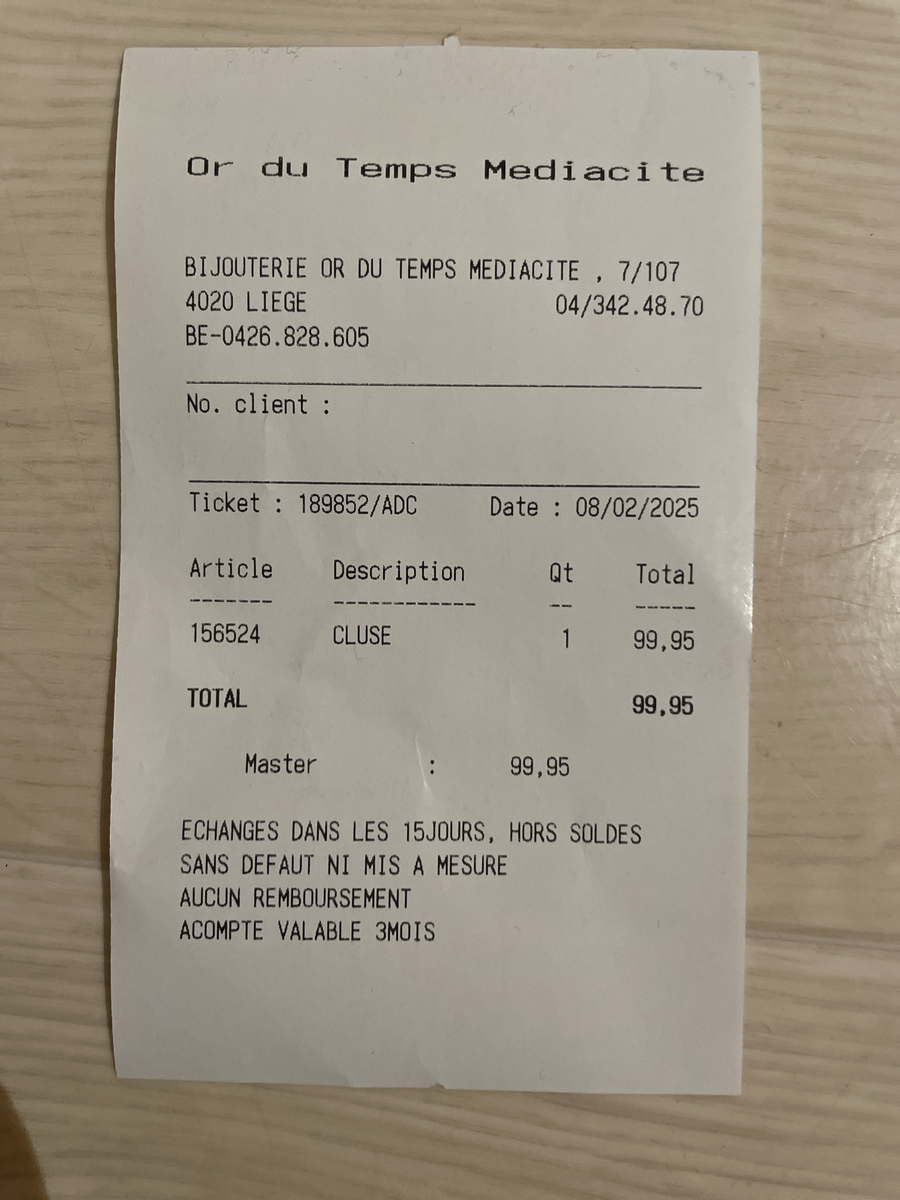 Or du Temps Mediacite
BIJOUTERIE OR DU TEMPS MEDIACITE , 7/107
4020 LIEGE 04/342.48.70
BE-0426.828.605
No. client :
Ticket : 189852/ADC Date : 08/02/2025
Article Description Qt Total
------- ------------ -- -----
156524 CLUSE 1 99,95
TOTAL 99,95
Master : 99,95
ECHANGES DANS LES 15JOURS, HORS SOLDES
SANS DEFAUT NI MIS A MESURE
AUCUN REMBOURSEMENT
ACOMPTE VALABLE 3MOIS